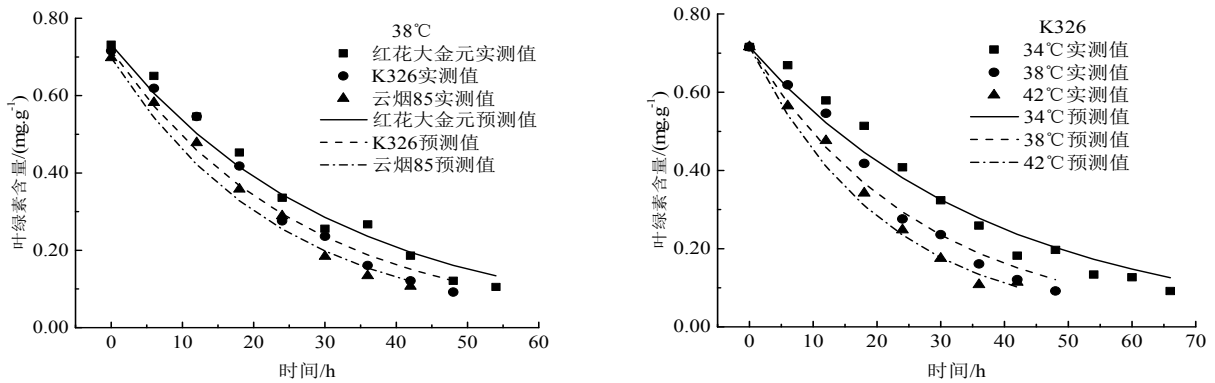 0.80
0.60
0.40
0.20
0.00
叶绿素含量/(mg.g-1)
38℃
红花大金元实测值
K326实测值
云烟85实测值
红花大金元预测值
K326预测值
云烟85预测值
0 10 20 30 40 50 60
时间/h
0.80
0.60
0.40
0.20
0.00
叶绿素含量/(mg.g-1)
K326
34℃实测值
38℃实测值
42℃实测值
34℃预测值
38℃预测值
42℃预测值
0 10 20 30 40 50 60 70
时间/h